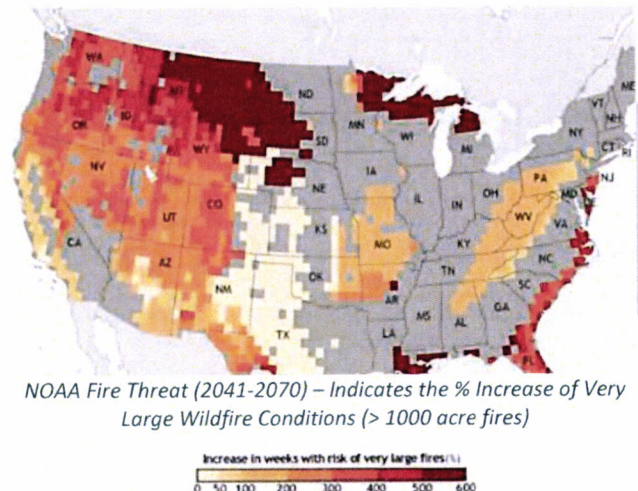 WA
MT
ND
ME
VT
NH
OR
ID
MN
WI
NY
SD
WY
MI
CT
RI
IA
PA
NJ
NE
NV
OH
MD
DE
IL
IN
UT
CO
WV
VA
CA
KS
MO
KY
NC
AZ
TN
OK
NM
AR
SC
MS
AL
GA
TX
LA
FL
NOAA Fire Threat (2041-2070) – Indicates the % Increase of Very
Large Wildfire Conditions (> 1000 acre fires)
Increase in weeks with risk of very large fires (%)
0 50 100 200 300 400 500 600